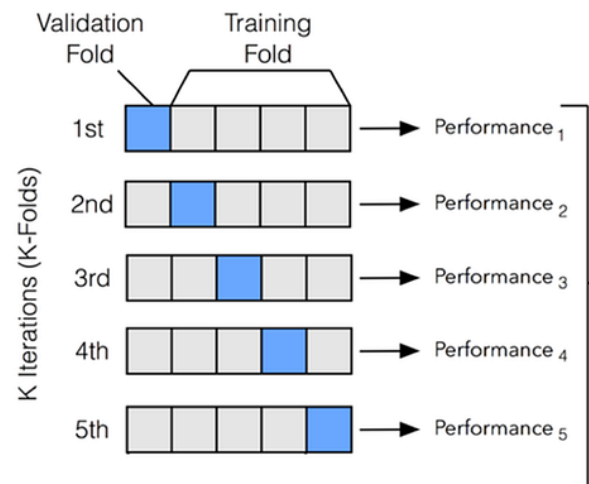 Validation
Fold
Training
Fold
K Iterations (K-Folds)
1st
Performance 1
2nd
Performance 2
3rd
Performance 3
4th
Performance 4
5th
Performance 5